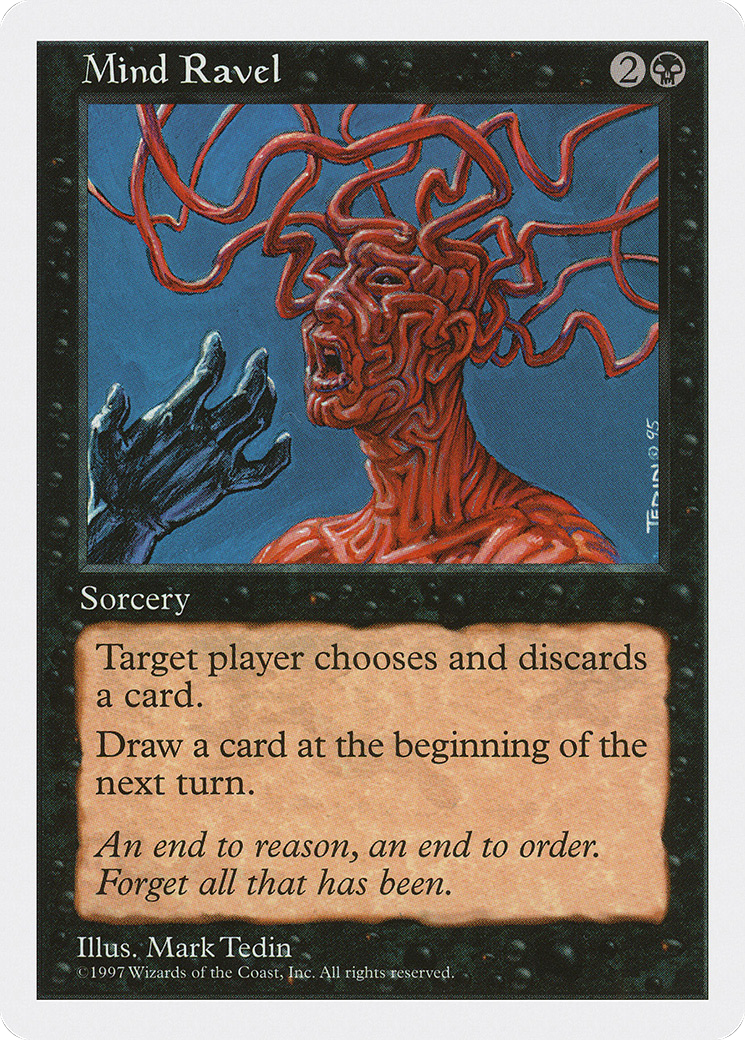 Mind Ravel 2
TEDIN © 95
Sorcery
Target player chooses and discards
a card.
Draw a card at the beginning of the
next turn.
An end to reason, an end to order.
Forget all that has been.
Illus. Mark Tedin
©1997 Wizards of the Coast, Inc. All rights reserved.